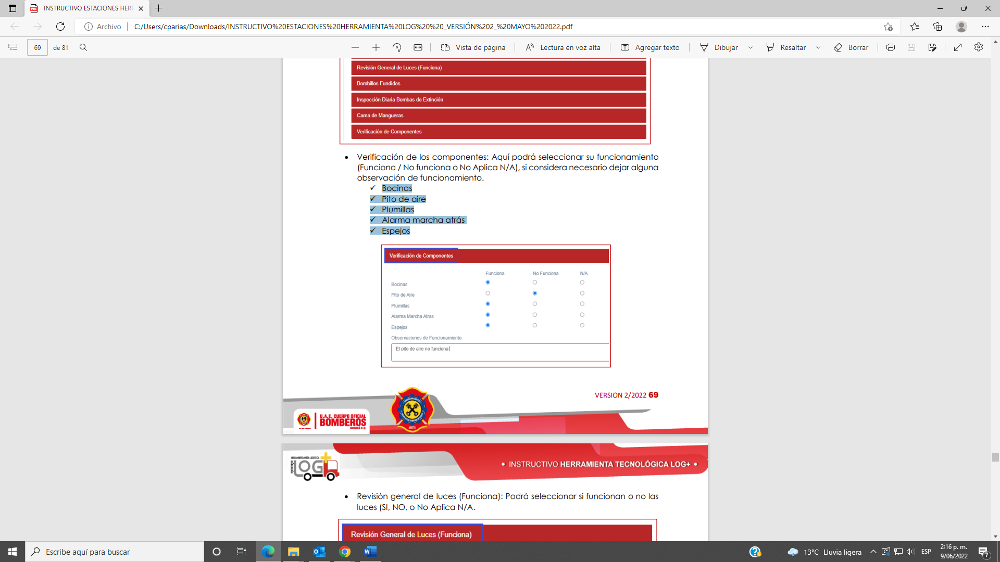 INSTRUCTIVO ESTACIONES HERR
Archivo
C:/Users/cparias/Downloads/INSTRUCTIVO%20ESTACIONES%20HERRAMIENTA%20LOG%20%20_VERSIÓN%202_%20MAYO%202022.pdf
69 de 81
Vista de página
Lectura en voz alta
Agregar texto
Dibujar
Resaltar
Borrar
Revisión General de Luces (Funciona)
Bombillos Fundidos
Inspección Diaria Bombas de Extinción
Cama de Mangueras
Verificación de Componentes
• Verificación de los componentes: Aquí podrá seleccionar su funcionamiento
(Funciona / No funciona o No Aplica N/A), si considera necesario dejar alguna
observación de funcionamiento.
✓ Bocinas
✓ Pito de aire
✓ Plumillas
✓ Alarma marcha atrás
✓ Espejos
Verificación de Componentes
Funciona No Funciona N/A
Bocinas
Pito de Aire
Plumillas
Alarma Marcha Atras
Espejos
Observaciones de Funcionamiento
El pito de aire no funciona
VERSION 2/2022 69
U.A.E. CUERPO OFICIAL
BOMBEROS
BOGOTÁ D.C.
HERRAMIENTA MESA LOGÍSTICA
LOG+
• INSTRUCTIVO HERRAMIENTA TECNOLÓGICA LOG+ •
• Revisión general de luces (Funciona): Podrá seleccionar si funcionan o no las
luces (SI, NO, o No Aplica N/A.
Revisión General de Luces (Funciona)
Escribe aquí para buscar
13°C Lluvia ligera
ESP
2:16 p. m.
9/06/2022
7